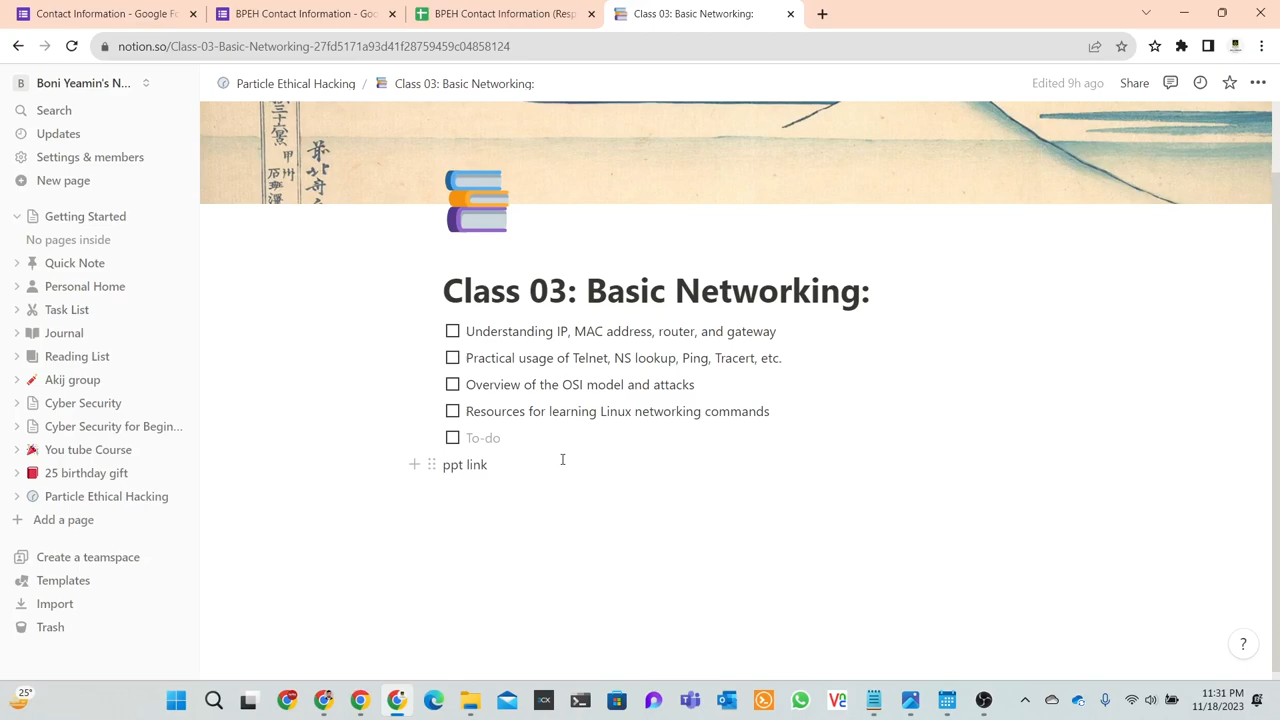 Contact Information - Google Fo
BPEH Contact Information - Goo
BPEH Contact Information (Resp
Class 03: Basic Networking:
notion.so/Class-03-Basic-Networking-27fd5171a93d41f28759459c04858124
B Boni Yeamin's N...
Particle Ethical Hacking / Class 03: Basic Networking:
Edited 9h ago
Share
Search
Updates
Settings & members
New page
Getting Started
No pages inside
Quick Note
Personal Home
Task List
Journal
Reading List
Akij group
Cyber Security
Cyber Security for Begin...
You tube Course
25 birthday gift
Particle Ethical Hacking
Add a page
Create a teamspace
Templates
Import
Trash
Class 03: Basic Networking:
Understanding IP, MAC address, router, and gateway
Practical usage of Telnet, NS lookup, Ping, Tracert, etc.
Overview of the OSI model and attacks
Resources for learning Linux networking commands
To-do
ppt link
?
25°
11:31 PM
11/18/2023